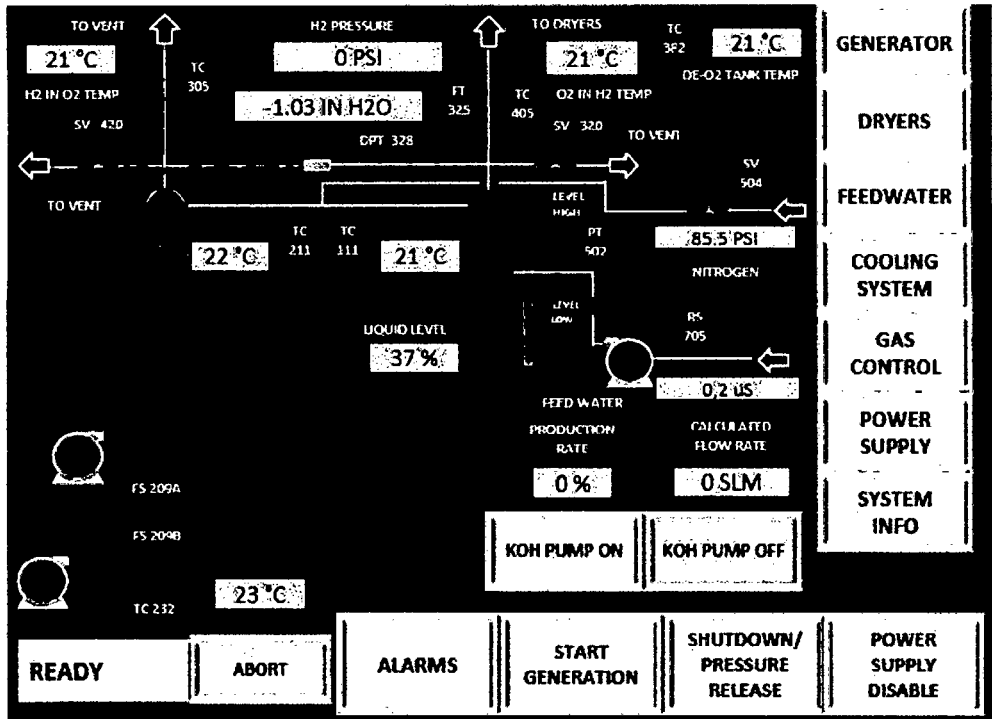 TO VENT
21 °C
H2 IN O2 TEMP
SV 420
TC
305
H2 PRESSURE
0 PSI
-1.03 IN H2O
DPT 328
FT
325
TC
405
TO DRYERS
21 °C
O2 IN H2 TEMP
SV 320
TO VENT
TC
382
21 °C
DE-O2 TANK TEMP
TO VENT
22 °C
TC
211
TC
111
21 °C
LEVEL
HIGH
PT
502
SV
504
85.5 PSI
NITROGEN
LIQUID LEVEL
37 %
LEVEL
LOW
RS
705
0,2 uS
FEED WATER
PRODUCTION
RATE
0 %
CALCULATED
FLOW RATE
0 SLM
FS 209A
FS 209B
TC 232
23 °C
KOH PUMP ON
KOH PUMP OFF
GENERATOR
DRYERS
FEEDWATER
COOLING
SYSTEM
GAS
CONTROL
POWER
SUPPLY
SYSTEM
INFO
READY
ABORT
ALARMS
START
GENERATION
SHUTDOWN/
PRESSURE
RELEASE
POWER
SUPPLY
DISABLE